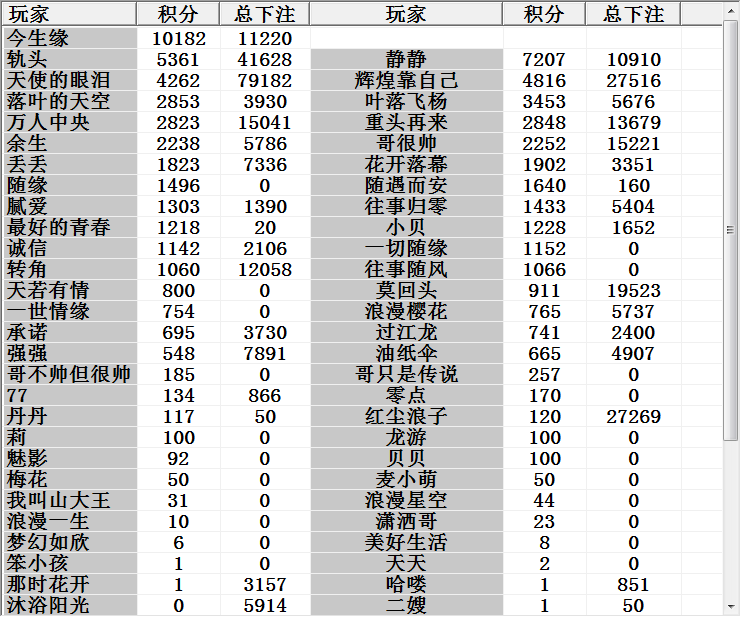 玩家 积分 总下注 玩家 积分 总下注
今生缘 10182 11220
轨头 5361 41628 静静 7207 10910
天使的眼泪 4262 79182 辉煌靠自己 4816 27516
落叶的天空 2853 3930 叶落飞杨 3453 5676
万人中央 2823 15041 重头再来 2848 13679
余生 2238 5786 哥很帅 2252 15221
丢丢 1823 7336 花开落幕 1902 3351
随缘 1496 0 随遇而安 1640 160
腻爱 1303 1390 往事归零 1433 5404
最好的青春 1218 20 小贝 1228 1652
诚信 1142 2106 一切随缘 1152 0
转角 1060 12058 往事随风 1066 0
天若有情 800 0 莫回头 911 19523
一世情缘 754 0 浪漫樱花 765 5737
承诺 695 3730 过江龙 741 2400
强强 548 7891 油纸伞 665 4907
哥不帅但很帅 185 0 哥只是传说 257 0
77 134 866 零点 170 0
丹丹 117 50 红尘浪子 120 27269
莉 100 0 龙游 100 0
魅影 92 0 贝贝 100 0
梅花 50 0 麦小萌 50 0
我叫山大王 31 0 浪漫星空 44 0
浪漫一生 10 0 潇洒哥 23 0
梦幻如欣 6 0 美好生活 8 0
笨小孩 1 0 天天 2 0
那时花开 1 3157 哈喽 1 851
沐浴阳光 0 5914 二嫂 1 50